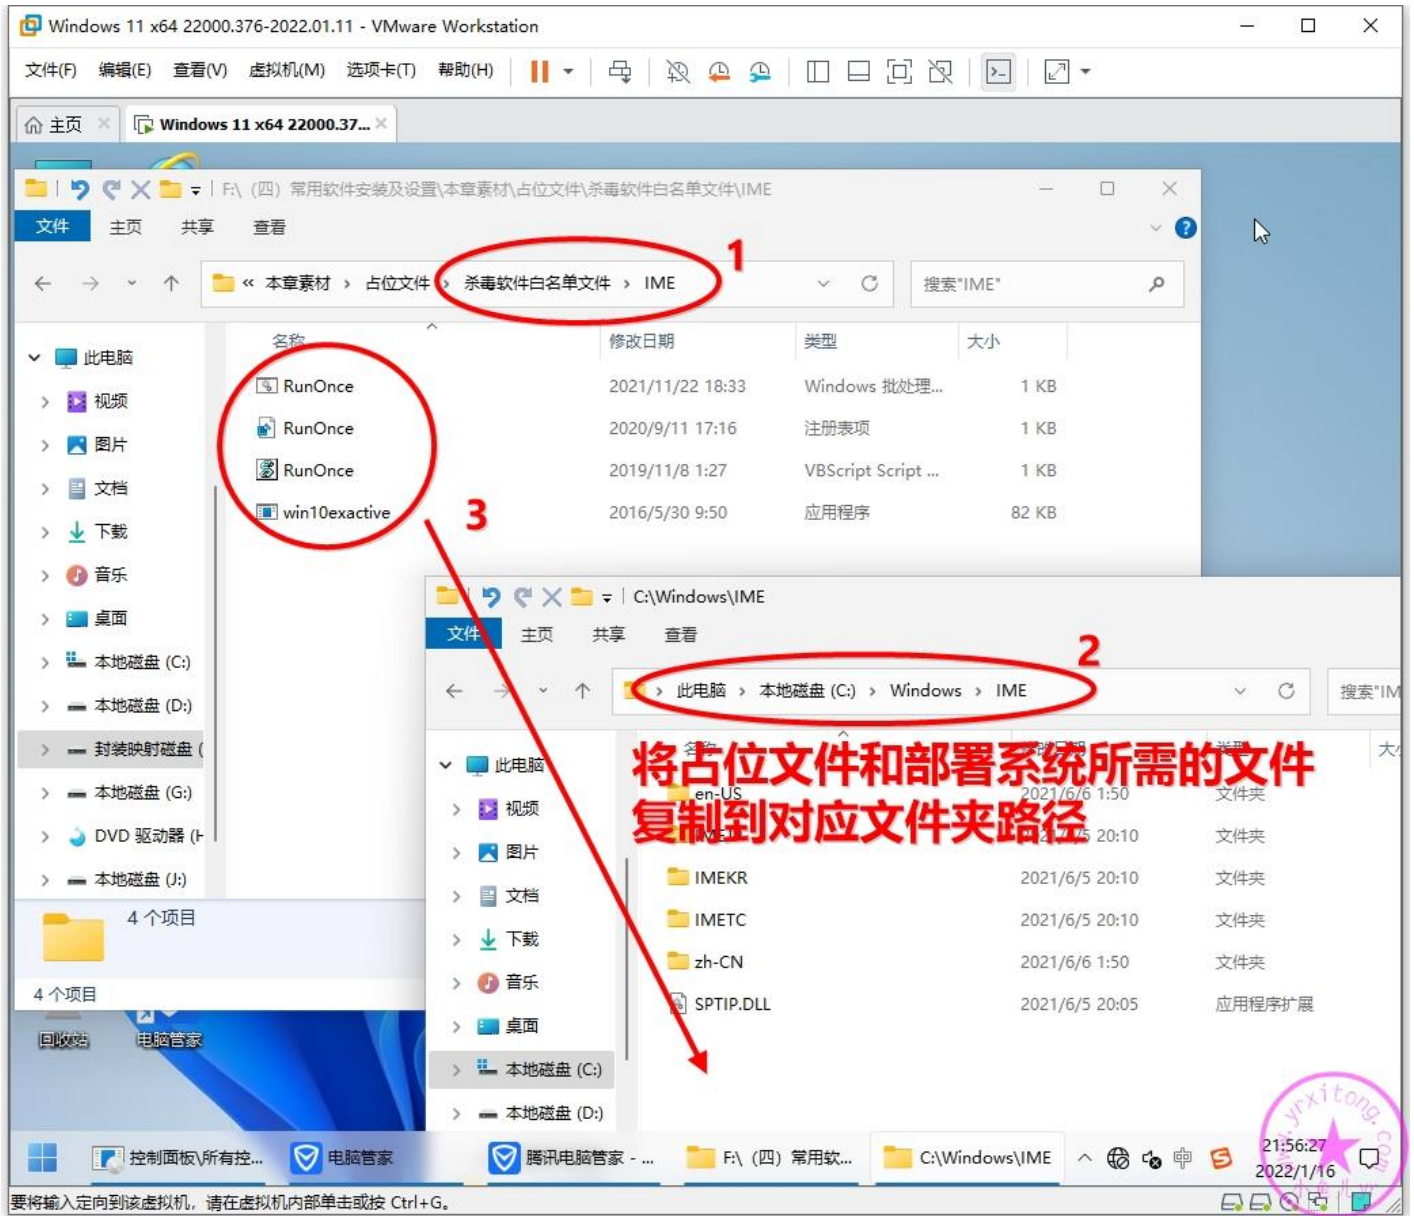 Windows 11 x64 22000.376-2022.01.11 - VMware Workstation
文件(F) 编辑(E) 查看(V) 虚拟机(M) 选项卡(T) 帮助(H)
主页 Windows 11 x64 22000.37...
F:\（四）常用软件安装及设置\本章素材\占位文件\杀毒软件白名单文件\IME
文件 主页 共享 查看
1
« 本章素材 › 占位文件 › 杀毒软件白名单文件 › IME
搜索"IME"
名称 修改日期 类型 大小
此电脑
视频
图片
文档
下载
音乐
桌面
本地磁盘 (C:)
本地磁盘 (D:)
封装映射磁盘 (
本地磁盘 (G:)
DVD 驱动器 (H
本地磁盘 (J:)
RunOnce 2021/11/22 18:33 Windows 批处理... 1 KB
RunOnce 2020/9/11 17:16 注册表项 1 KB
RunOnce 2019/11/8 1:27 VBScript Script ... 1 KB
win10exactive 2016/5/30 9:50 应用程序 82 KB
3
4 个项目
4 个项目
C:\Windows\IME
文件 主页 共享 查看
2
› 此电脑 › 本地磁盘 (C:) › Windows › IME
搜索"IM
将占位文件和部署系统所需的文件
复制到对应文件夹路径
此电脑
视频
图片
文档
下载
音乐
桌面
本地磁盘 (C:)
本地磁盘 (D:)
en-US 2021/6/6 1:50 文件夹
20:10 文件夹
IMEKR 2021/6/5 20:10 文件夹
IMETC 2021/6/5 20:10 文件夹
zh-CN 2021/6/6 1:50 文件夹
SPTIP.DLL 2021/6/5 20:05 应用程序扩展
回收站 电脑管家
控制面板\所有控... 电脑管家 腾讯电脑管家 - ... F:\（四）常用软... C:\Windows\IME 中 21:56:27
2022/1/16
要将输入定向到该虚拟机，请在虚拟机内部单击或按 Ctrl+G。